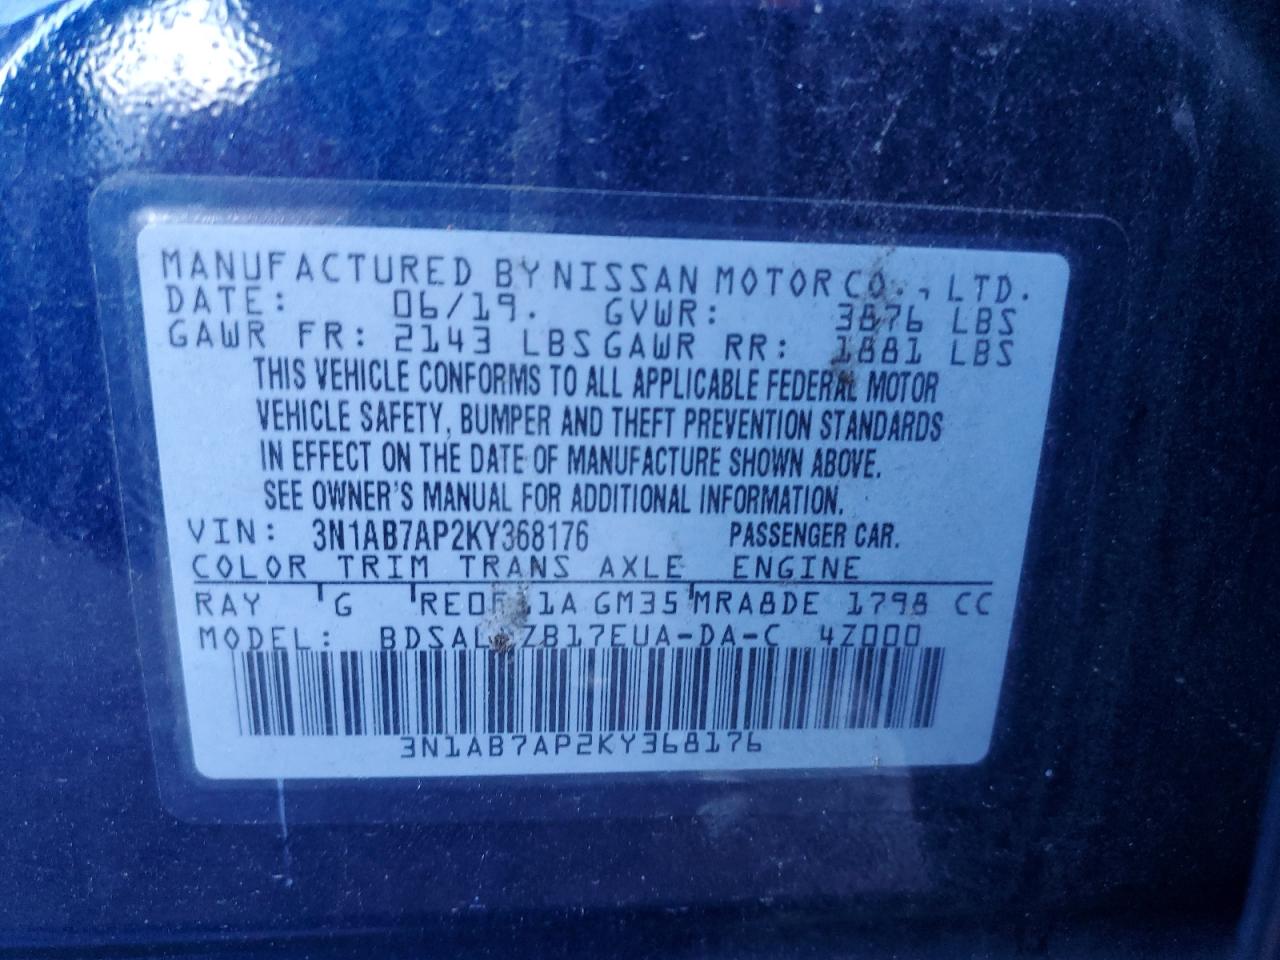 MANUFACTURED BY NISSAN MOTOR CO., LTD.
DATE: 06/19. GVWR: 3876 LBS
GAWR FR: 2143 LBS GAWR RR: 1881 LBS
THIS VEHICLE CONFORMS TO ALL APPLICABLE FEDERAL MOTOR
VEHICLE SAFETY, BUMPER AND THEFT PREVENTION STANDARDS
IN EFFECT ON THE DATE OF MANUFACTURE SHOWN ABOVE.
SEE OWNER'S MANUAL FOR ADDITIONAL INFORMATION.
VIN: 3N1AB7AP2KY368176 PASSENGER CAR.
COLOR TRIM TRANS AXLE ENGINE
RAY G GM35 MRA8DE 1798 CC
MODEL: 4Z000
3N1AB7AP2KY368176